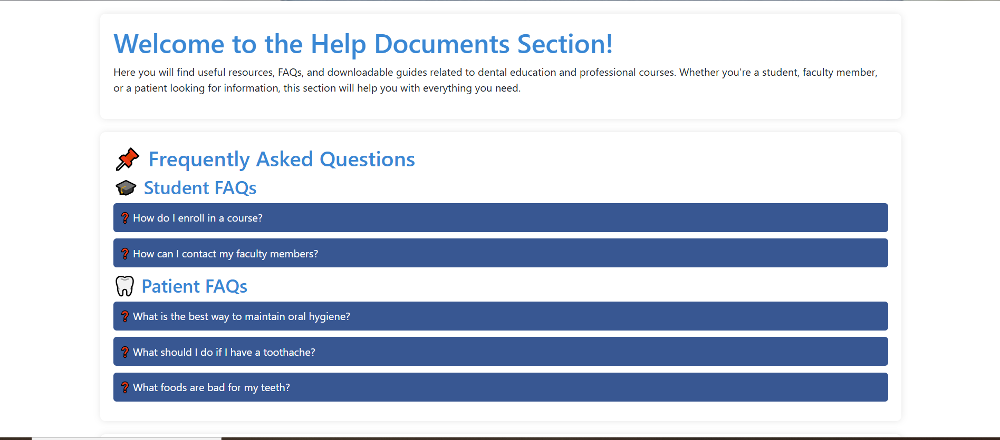 Welcome to the Help Documents Section!
Here you will find useful resources, FAQs, and downloadable guides related to dental education and professional courses. Whether you're a student, faculty member,
or a patient looking for information, this section will help you with everything you need.
📌 Frequently Asked Questions
🎓 Student FAQs
❓ How do I enroll in a course?
❓ How can I contact my faculty members?
🦷 Patient FAQs
❓ What is the best way to maintain oral hygiene?
❓ What should I do if I have a toothache?
❓ What foods are bad for my teeth?